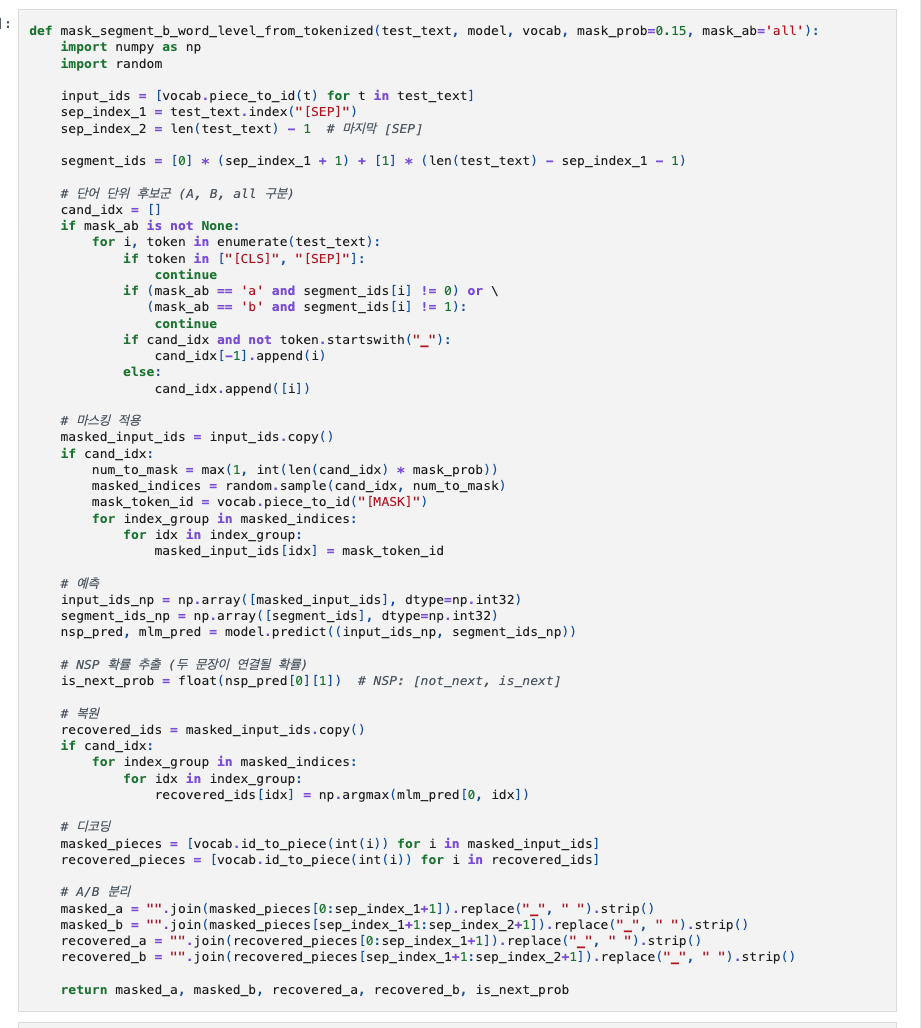 ]:
def mask_segment_b_word_level_from_tokenized(test_text, model, vocab, mask_prob=0.15, mask_ab='all'):
    import numpy as np
    import random

    input_ids = [vocab.piece_to_id(t) for t in test_text]
    sep_index_1 = test_text.index("[SEP]")
    sep_index_2 = len(test_text) - 1  # 마지막 [SEP]

    segment_ids = [0] * (sep_index_1 + 1) + [1] * (len(test_text) - sep_index_1 - 1)

    # 단어 단위 후보군 (A, B, all 구분)
    cand_idx = []
    if mask_ab is not None:
        for i, token in enumerate(test_text):
            if token in ["[CLS]", "[SEP]"]:
                continue
            if (mask_ab == 'a' and segment_ids[i] != 0) or \
               (mask_ab == 'b' and segment_ids[i] != 1):
                continue
            if cand_idx and not token.startswith("▁"):
                cand_idx[-1].append(i)
            else:
                cand_idx.append([i])

    # 마스킹 적용
    masked_input_ids = input_ids.copy()
    if cand_idx:
        num_to_mask = max(1, int(len(cand_idx) * mask_prob))
        masked_indices = random.sample(cand_idx, num_to_mask)
        mask_token_id = vocab.piece_to_id("[MASK]")
        for index_group in masked_indices:
            for idx in index_group:
                masked_input_ids[idx] = mask_token_id

    # 예측
    input_ids_np = np.array([masked_input_ids], dtype=np.int32)
    segment_ids_np = np.array([segment_ids], dtype=np.int32)
    nsp_pred, mlm_pred = model.predict((input_ids_np, segment_ids_np))

    # NSP 확률 추출 (두 문장이 연결될 확률)
    is_next_prob = float(nsp_pred[0][1])  # NSP: [not_next, is_next]

    # 복원
    recovered_ids = masked_input_ids.copy()
    if cand_idx:
        for index_group in masked_indices:
            for idx in index_group:
                recovered_ids[idx] = np.argmax(mlm_pred[0, idx])

    # 디코딩
    masked_pieces = [vocab.id_to_piece(int(i)) for i in masked_input_ids]
    recovered_pieces = [vocab.id_to_piece(int(i)) for i in recovered_ids]

    # A/B 분리
    masked_a = "".join(masked_pieces[0:sep_index_1+1]).replace("▁", " ").strip()
    masked_b = "".join(masked_pieces[sep_index_1+1:sep_index_2+1]).replace("▁", " ").strip()
    recovered_a = "".join(recovered_pieces[0:sep_index_1+1]).replace("▁", " ").strip()
    recovered_b = "".join(recovered_pieces[sep_index_1+1:sep_index_2+1]).replace("▁", " ").strip()

    return masked_a, masked_b, recovered_a, recovered_b, is_next_prob